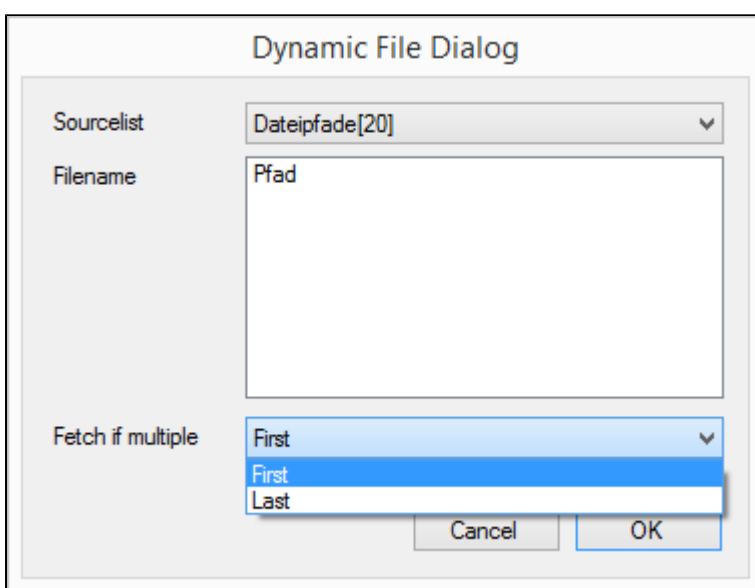 Dynamic File Dialog
Sourcelist
Dateipfade[20]
Filename
Pfad
Fetch if multiple
First
First
Last
Cancel
OK